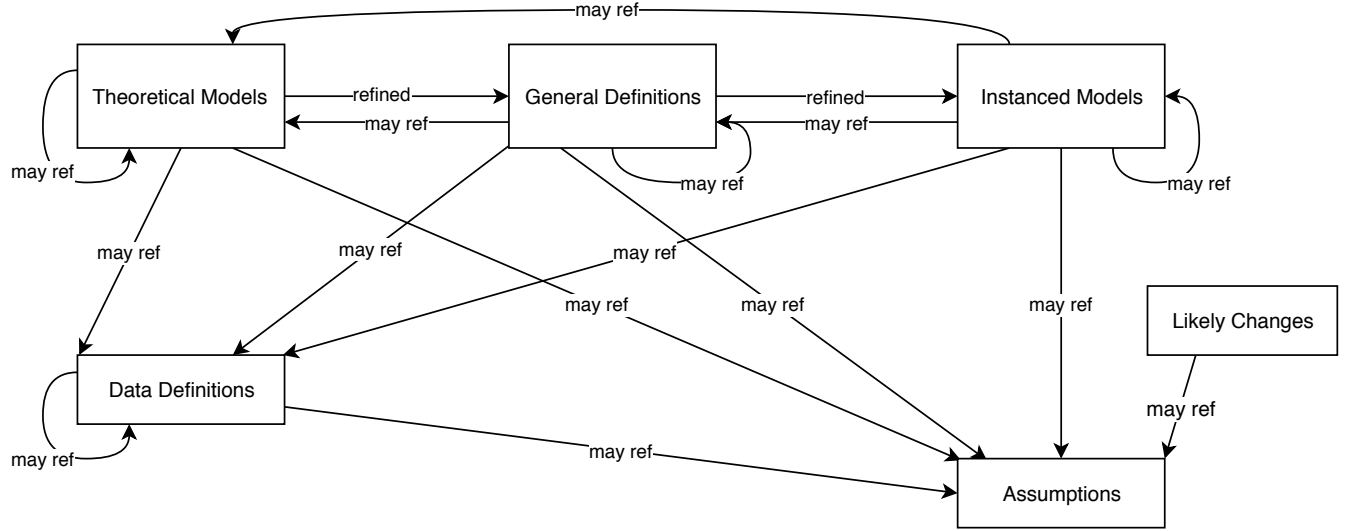 may ref
Theoretical Models
refined
General Definitions
refined
Instanced Models
may ref
may ref
may ref
may ref
may ref
may ref
may ref
may ref
may ref
may ref
may ref
Likely Changes
Data Definitions
may ref
may ref
may ref
Assumptions